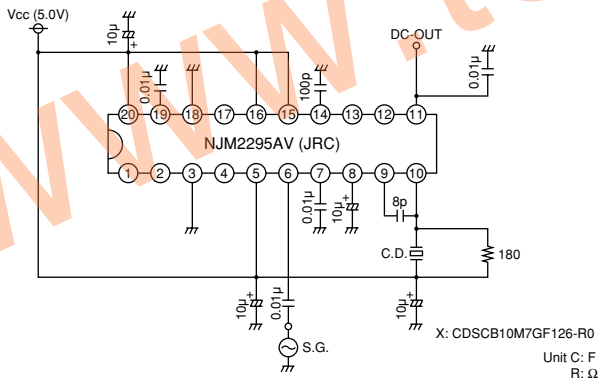 Vcc (5.0V)
10μ
+
DC-OUT
0.01μ
100p
0.01μ
20 19 18 17 16 15 14 13 12 11
NJM2295AV (JRC)
1 2 3 4 5 6 7 8 9 10
0.01μ
10μ
+
8p
C.D.
180
10μ
+
0.01μ
10μ
+
S.G.
X: CDSCB10M7GF126-R0
Unit C: F
R: Ω
www.